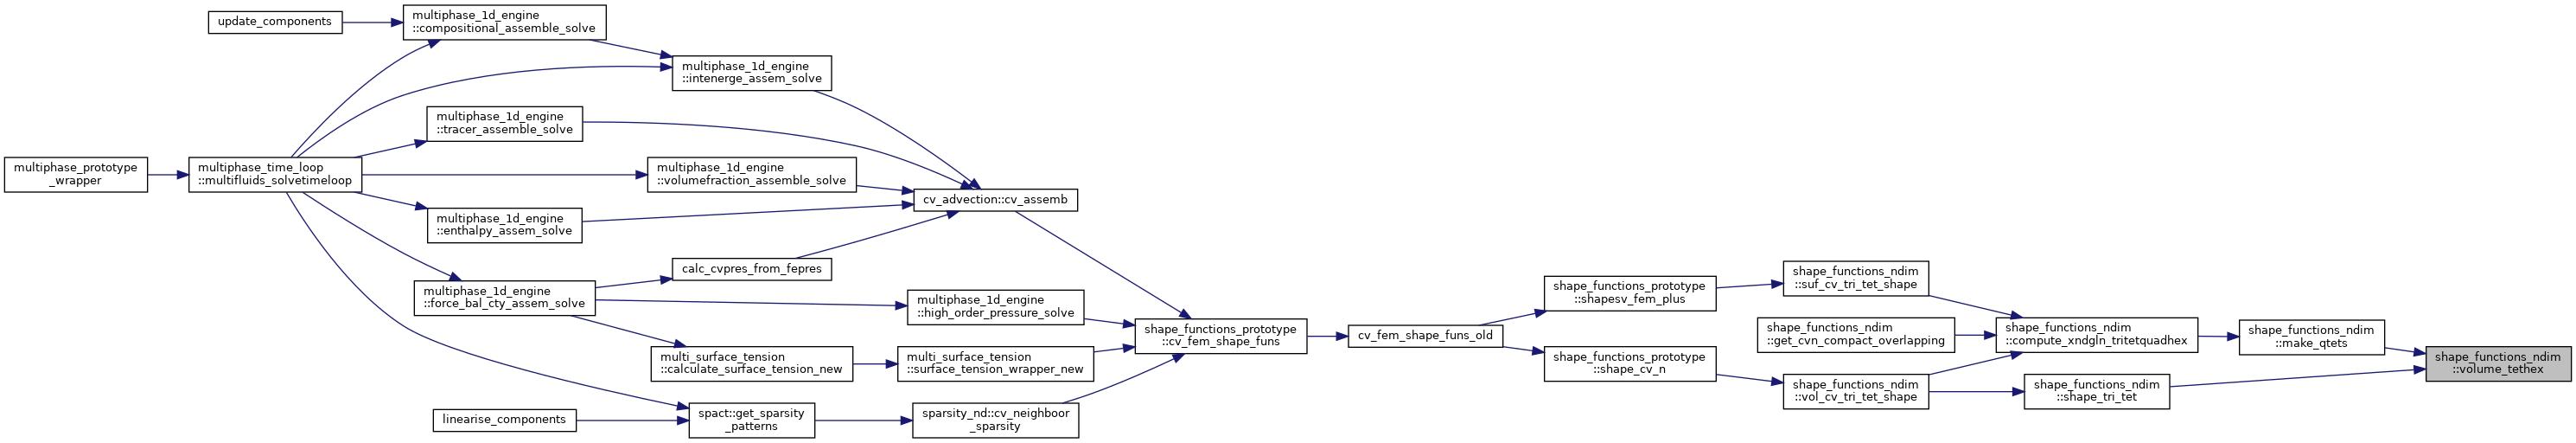 update_components
multiphase_1d_engine
::compositional_assemble_solve
multiphase_1d_engine
::intenerge_assem_solve
multiphase_1d_engine
::tracer_assemble_solve
multiphase_prototype
_wrapper
multiphase_time_loop
::multifluids_solvetimeloop
multiphase_1d_engine
::volumefraction_assemble_solve
cv_advection::cv_assemb
multiphase_1d_engine
::enthalpy_assem_solve
calc_cvpres_from_fepres
multiphase_1d_engine
::force_bal_cty_assem_solve
multiphase_1d_engine
::high_order_pressure_solve
multi_surface_tension
::calculate_surface_tension_new
multi_surface_tension
::surface_tension_wrapper_new
linearise_components
spact::get_sparsity
_patterns
sparsity_nd::cv_neighboor
_sparsity
shape_functions_prototype
::cv_fem_shape_funs
cv_fem_shape_funs_old
shape_functions_prototype
::shapesv_fem_plus
shape_functions_prototype
::shape_cv_n
shape_functions_ndim
::suf_cv_tri_tet_shape
shape_functions_ndim
::get_cvn_compact_overlapping
shape_functions_ndim
::vol_cv_tri_tet_shape
shape_functions_ndim
::compute_xndgln_tritetquadhex
shape_functions_ndim
::shape_tri_tet
shape_functions_ndim
::make_qtets
shape_functions_ndim
::volume_tethex